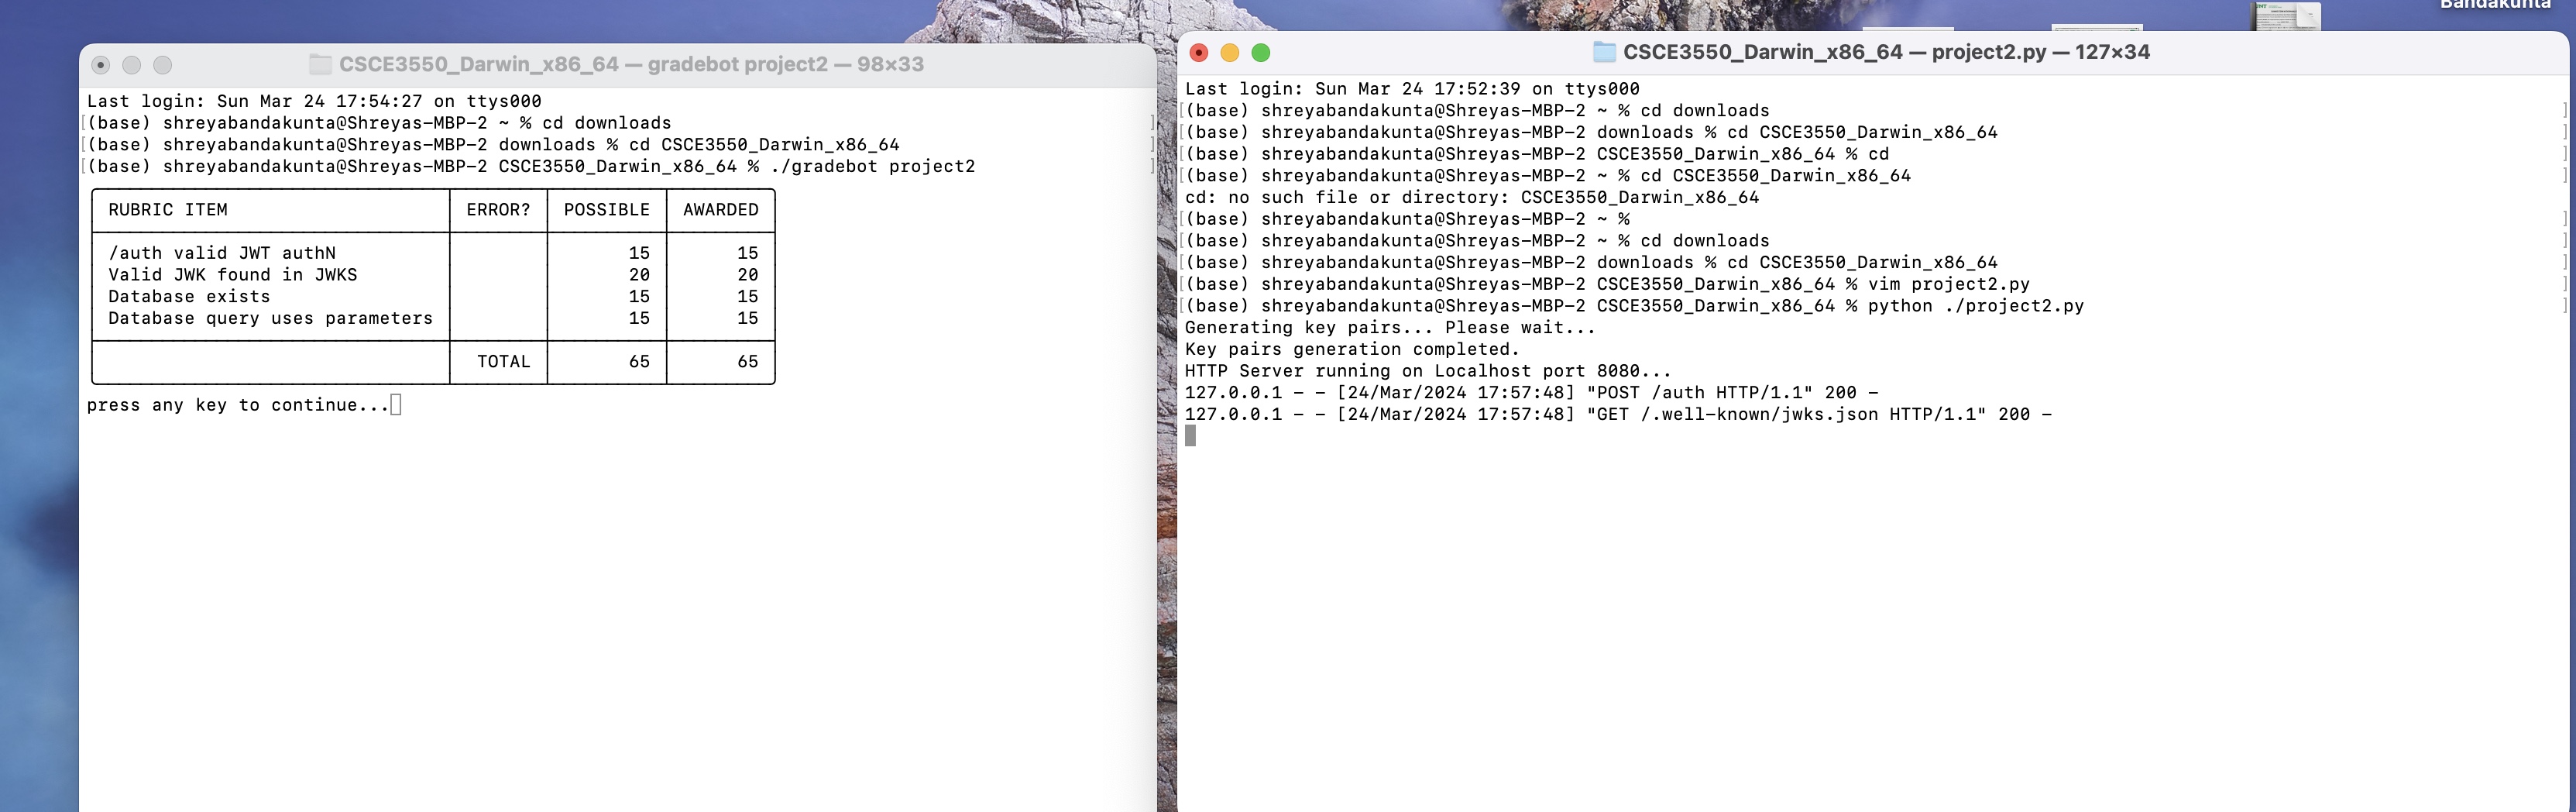 Bandakunta
CSCE3550_Darwin_x86_64 — gradebot project2 — 98×33
Last login: Sun Mar 24 17:54:27 on ttys000
[(base) shreyabandakunta@Shreyas-MBP-2 ~ % cd downloads ]
[(base) shreyabandakunta@Shreyas-MBP-2 downloads % cd CSCE3550_Darwin_x86_64 ]
[(base) shreyabandakunta@Shreyas-MBP-2 CSCE3550_Darwin_x86_64 % ./gradebot project2 ]
RUBRIC ITEM ERROR? POSSIBLE AWARDED
/auth valid JWT authN 15 15
Valid JWK found in JWKS 20 20
Database exists 15 15
Database query uses parameters 15 15
TOTAL 65 65
press any key to continue...
CSCE3550_Darwin_x86_64 — project2.py — 127×34
Last login: Sun Mar 24 17:52:39 on ttys000
[(base) shreyabandakunta@Shreyas-MBP-2 ~ % cd downloads ]
[(base) shreyabandakunta@Shreyas-MBP-2 downloads % cd CSCE3550_Darwin_x86_64 ]
[(base) shreyabandakunta@Shreyas-MBP-2 CSCE3550_Darwin_x86_64 % cd ]
[(base) shreyabandakunta@Shreyas-MBP-2 ~ % cd CSCE3550_Darwin_x86_64 ]
cd: no such file or directory: CSCE3550_Darwin_x86_64
[(base) shreyabandakunta@Shreyas-MBP-2 ~ % ]
[(base) shreyabandakunta@Shreyas-MBP-2 ~ % cd downloads ]
[(base) shreyabandakunta@Shreyas-MBP-2 downloads % cd CSCE3550_Darwin_x86_64 ]
[(base) shreyabandakunta@Shreyas-MBP-2 CSCE3550_Darwin_x86_64 % vim project2.py ]
[(base) shreyabandakunta@Shreyas-MBP-2 CSCE3550_Darwin_x86_64 % python ./project2.py ]
Generating key pairs... Please wait...
Key pairs generation completed.
HTTP Server running on Localhost port 8080...
127.0.0.1 - - [24/Mar/2024 17:57:48] "POST /auth HTTP/1.1" 200 -
127.0.0.1 - - [24/Mar/2024 17:57:48] "GET /.well-known/jwks.json HTTP/1.1" 200 -